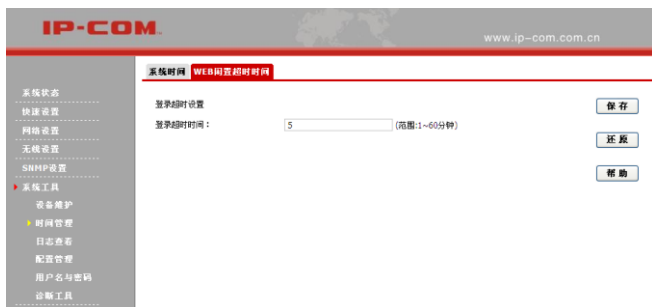 IP-COM
www.ip-com.com.cn
系统时间 WEB闲置超时时间
系统状态
快速设置
网络设置
无线设置
SNMP设置
系统工具
设备维护
时间管理
日志查看
配置管理
用户名与密码
诊断工具
登录超时设置
登录超时时间： 5 (范围:1~60分钟)
保存
还原
帮助